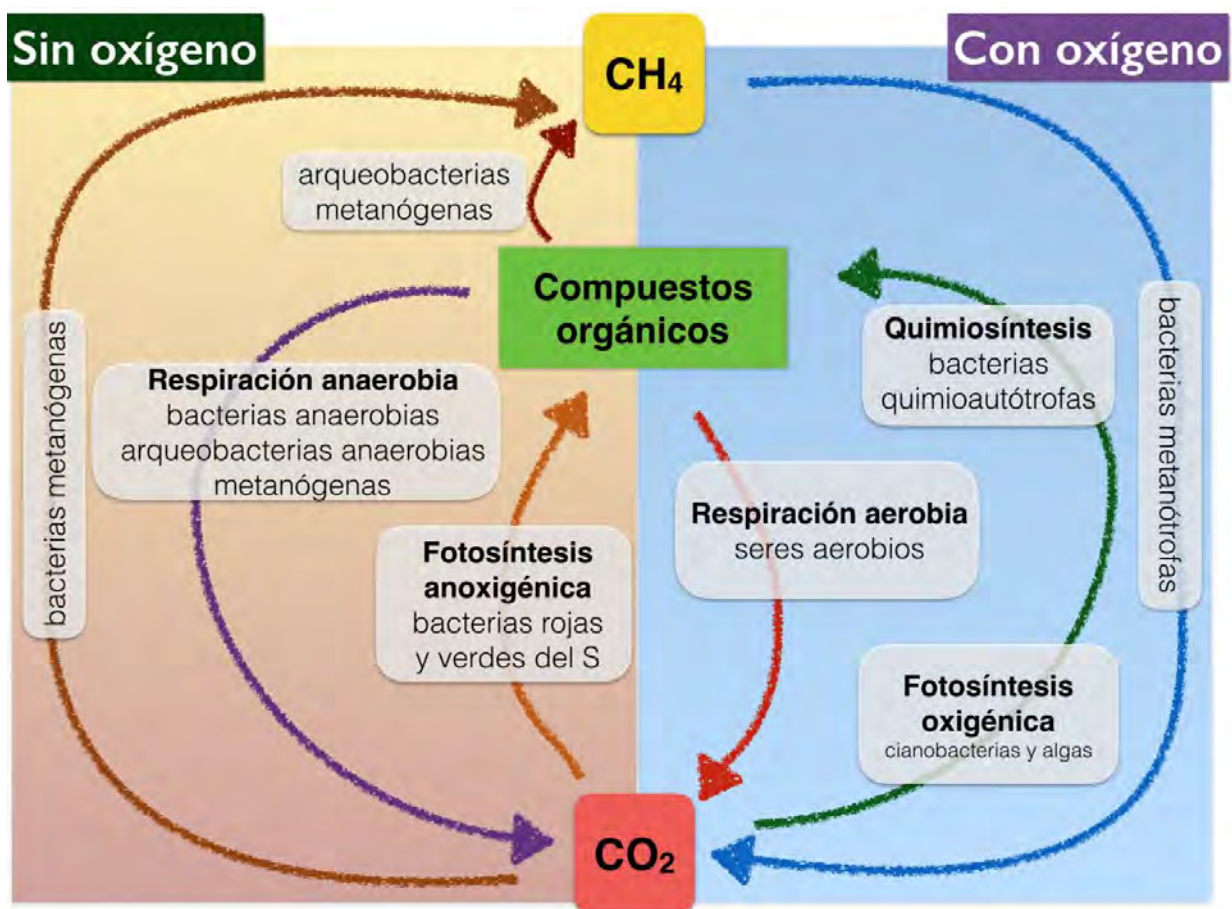 Sin oxígeno
Con oxígeno
CH₄
arqueobacterias
metanógenas
Compuestos
orgánicos
Quimiosíntesis
bacterias
quimioautótrofas
bacterias metanógenas
Respiración anaerobia
bacterias anaerobias
arqueobacterias anaerobias
metanógenas
bacterias metanótrofas
Respiración aerobia
seres aerobios
Fotosíntesis
anoxigénica
bacterias rojas
y verdes del S
Fotosíntesis
oxigénica
cianobacterias y algas
CO₂